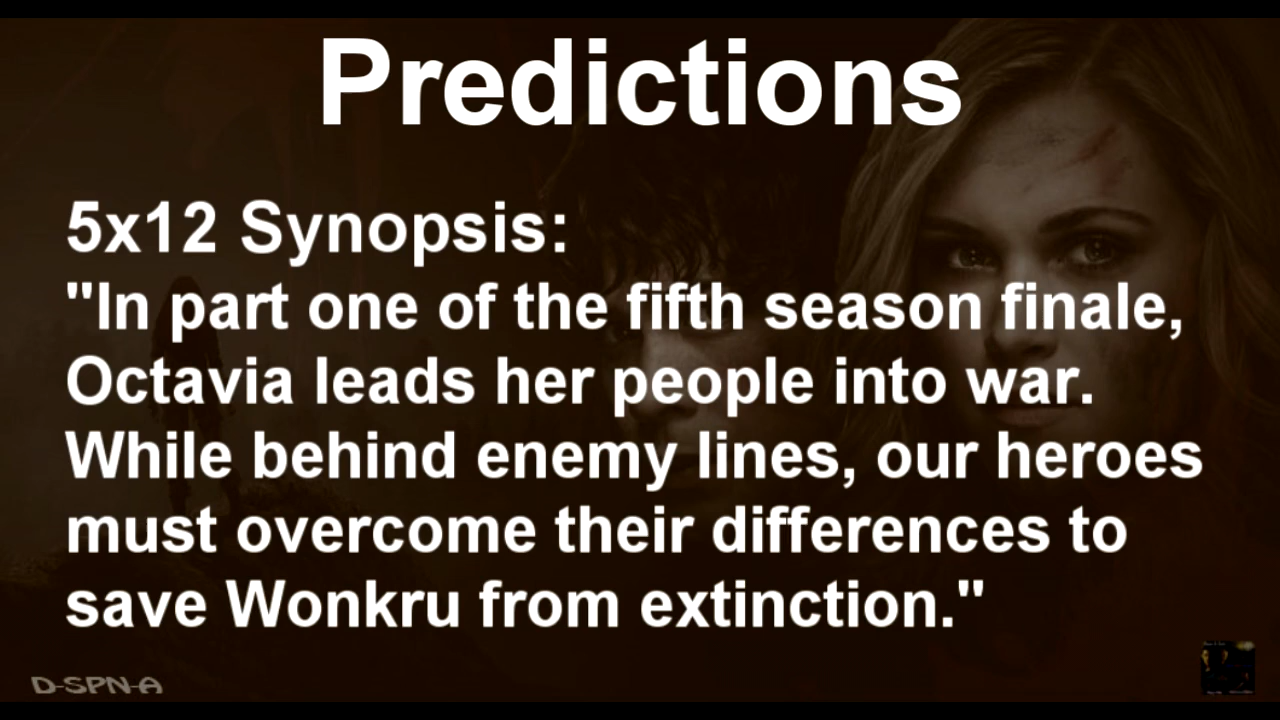 Predictions
5x12 Synopsis:
"In part one of the fifth season finale,
Octavia leads her people into war.
While behind enemy lines, our heroes
must overcome their differences to
save Wonkru from extinction."
D-SPN-A